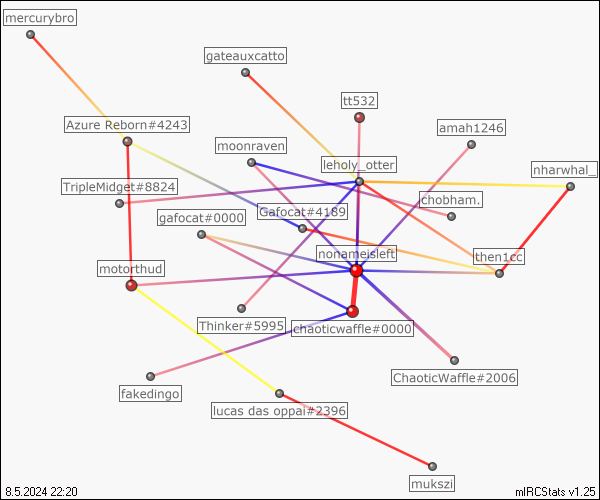 mercurybro
gateauxcatto
tt532
Azure Reborn#4243
amah1246
moonraven
leholy_otter
nharwhal_
TripleMidget#8824
chobham.
gafocat#0000
Gafocat#4189
nonameisleft
then1cc
motorthud
Thinker#5995
chaoticwaffle#0000
ChaoticWaffle#2006
fakedingo
lucas das oppai#2396
mukszi
8.5.2024 22:20
mIRCStats v1.25